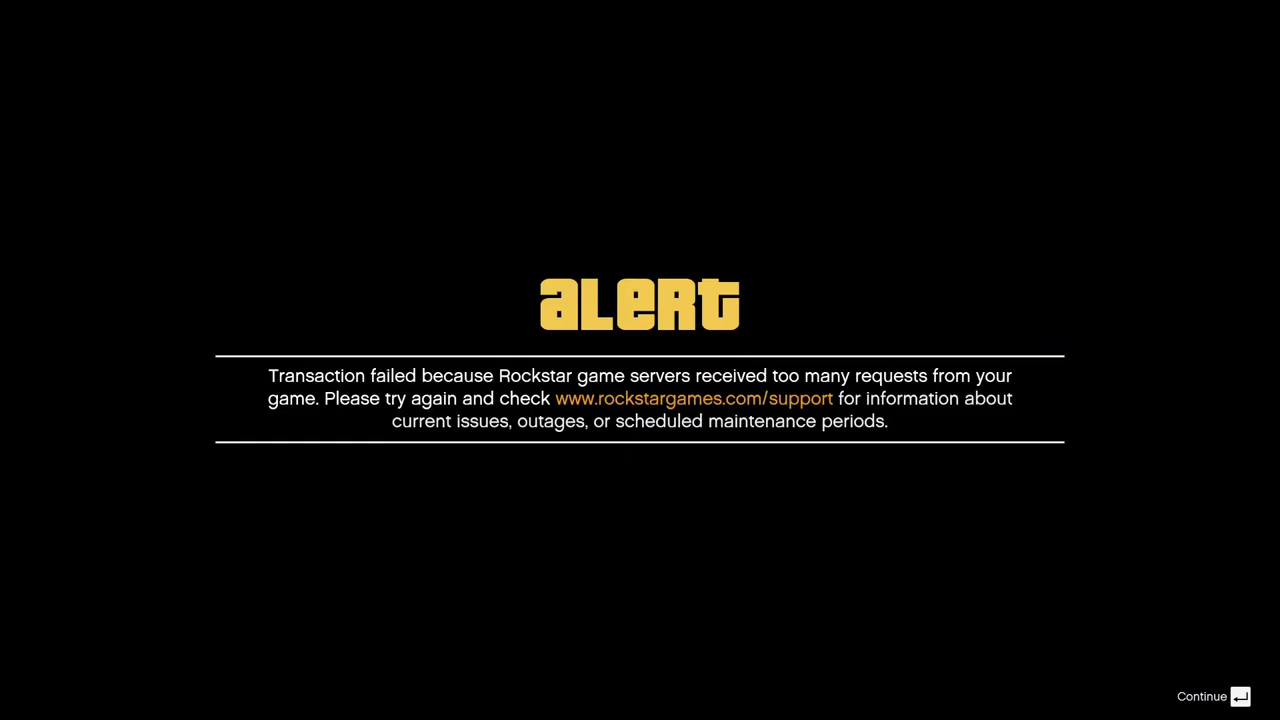 aLeRt
Transaction failed because Rockstar game servers received too many requests from your
game. Please try again and check www.rockstargames.com/support for information about
current issues, outages, or scheduled maintenance periods.
Continue